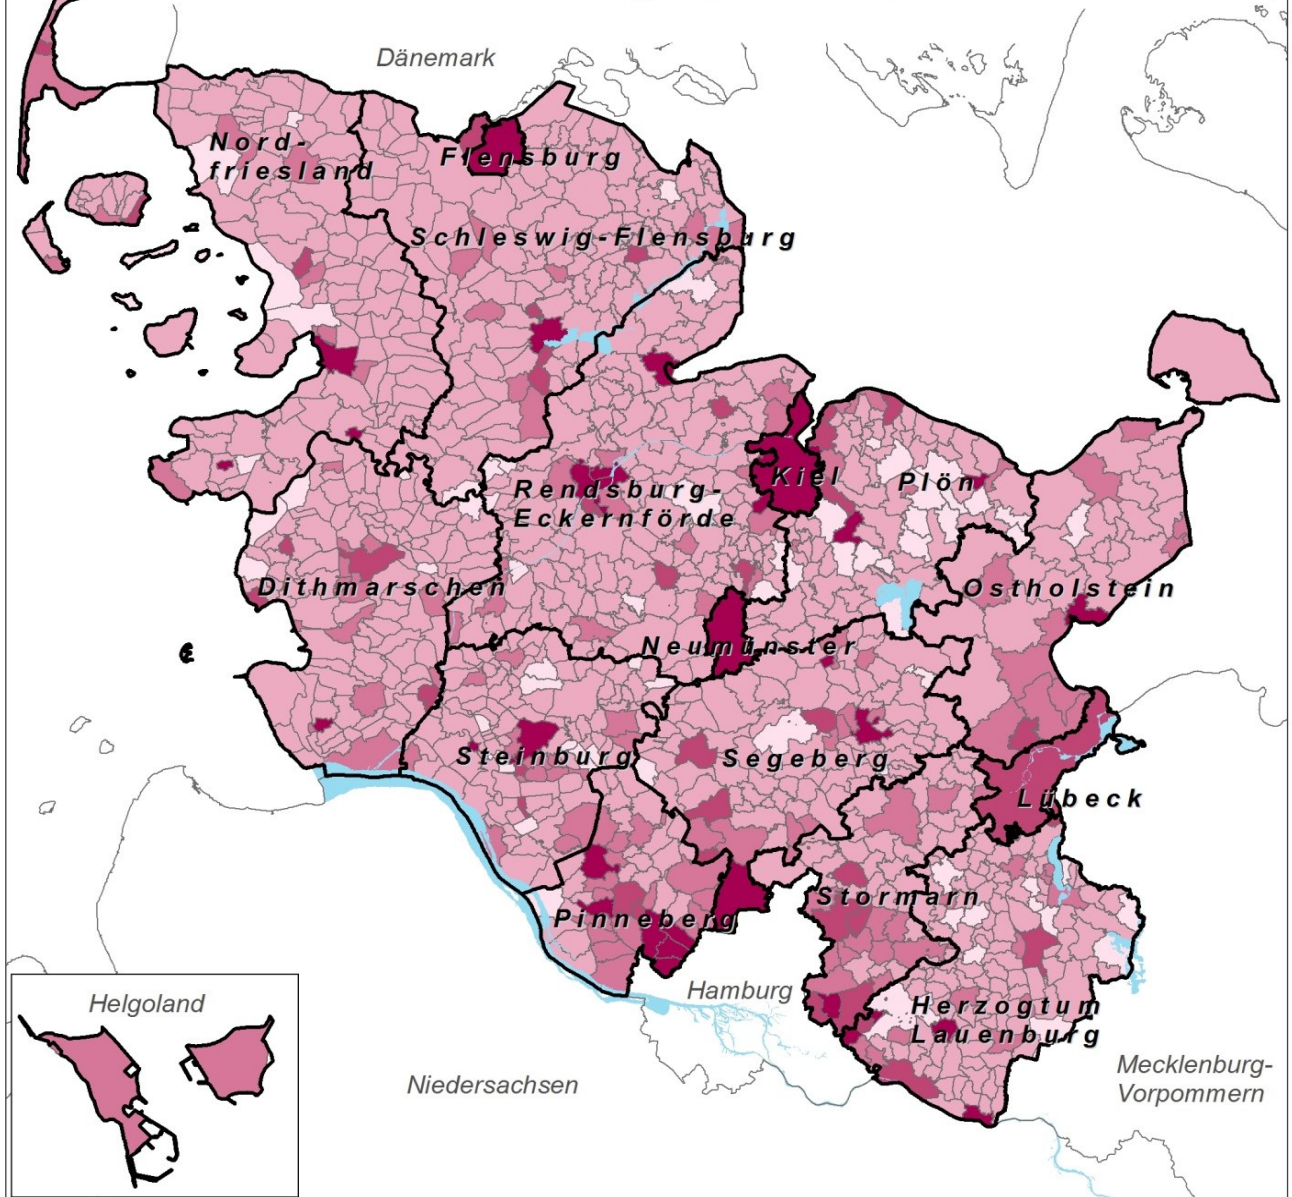 Dänemark
Nord-
friesland
Flensburg
Schleswig-Flensburg
Kiel
Plön
Rendsburg-
Eckernförde
Dithmarschen
Ostholstein
Neumünster
Steinburg
Segeberg
Lübeck
Stormarn
Pinneberg
Hamburg
Helgoland
Herzogtum
Lauenburg
Niedersachsen
Mecklenburg-
Vorpommern